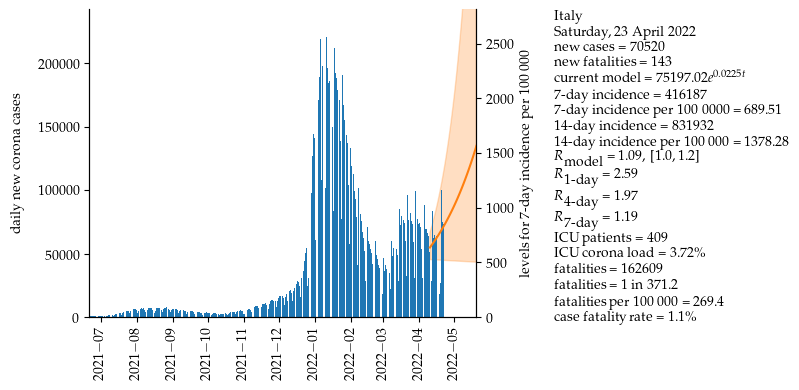 daily new corona cases
200000
150000
100000
50000
0
2021−07
2021−08
2021−09
2021−10
2021−11
2021−12
2022−01
2022−02
2022−03
2022−04
2022−05
2500
2000
1500
1000
500
0
levels for 7-day incidence per 100 000
Italy
Saturday, 23 April 2022
new cases = 70520
new fatalities = 143
current model = 75197.02e^0.0225t
7-day incidence = 416187
7-day incidence per 100 0000 = 689.51
14-day incidence = 831932
14-day incidence per 100 000 = 1378.28
R_model = 1.09, [1.0, 1.2]
R_1-day = 2.59
R_4-day = 1.97
R_7-day = 1.19
ICU patients = 409
ICU corona load = 3.72%
fatalities = 162609
fatalities = 1 in 371.2
fatalities per 100 000 = 269.4
case fatality rate = 1.1%